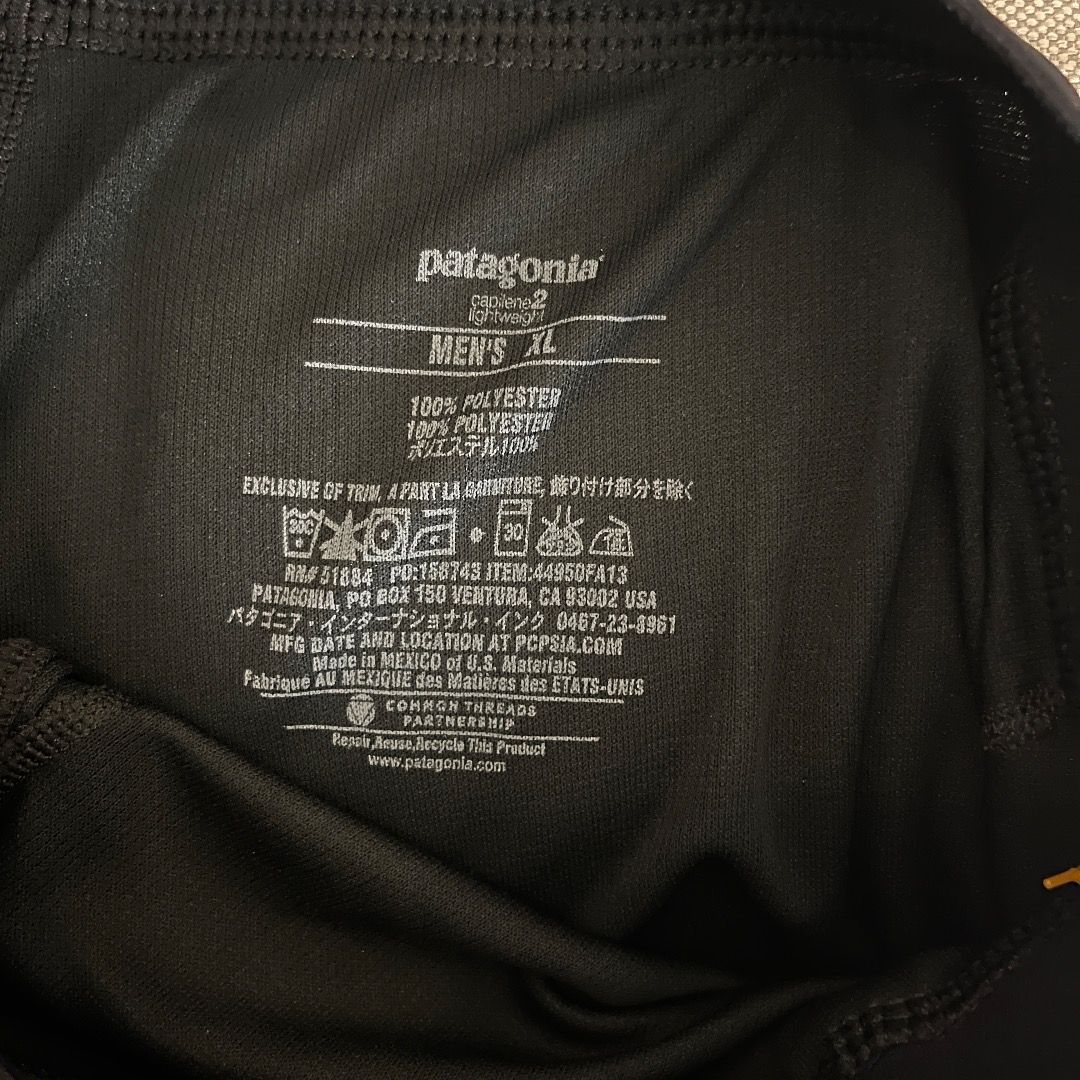 patagonia
capilene 2
lightweight
MEN'S XL
100% POLYESTER
100% POLYESTER
ポリエステル100%
EXCLUSIVE OF TRIM, A PART LA GARNITURE, 飾り付け部分を除く
30C 30
RN# 51884 PO:156743 ITEM:44950FA13
PATAGONIA, PO BOX 150 VENTURA, CA 93002 USA
パタゴニア・インターナショナル・インク 0467-23-8961
MFG DATE AND LOCATION AT PCPSIA.COM
Made in MEXICO of U.S. Materials
Fabriqué AU MEXIQUE des Matières des ETATS-UNIS
COMMON THREADS
PARTNERSHIP
Repair, Reuse, Recycle This Product
www.patagonia.com